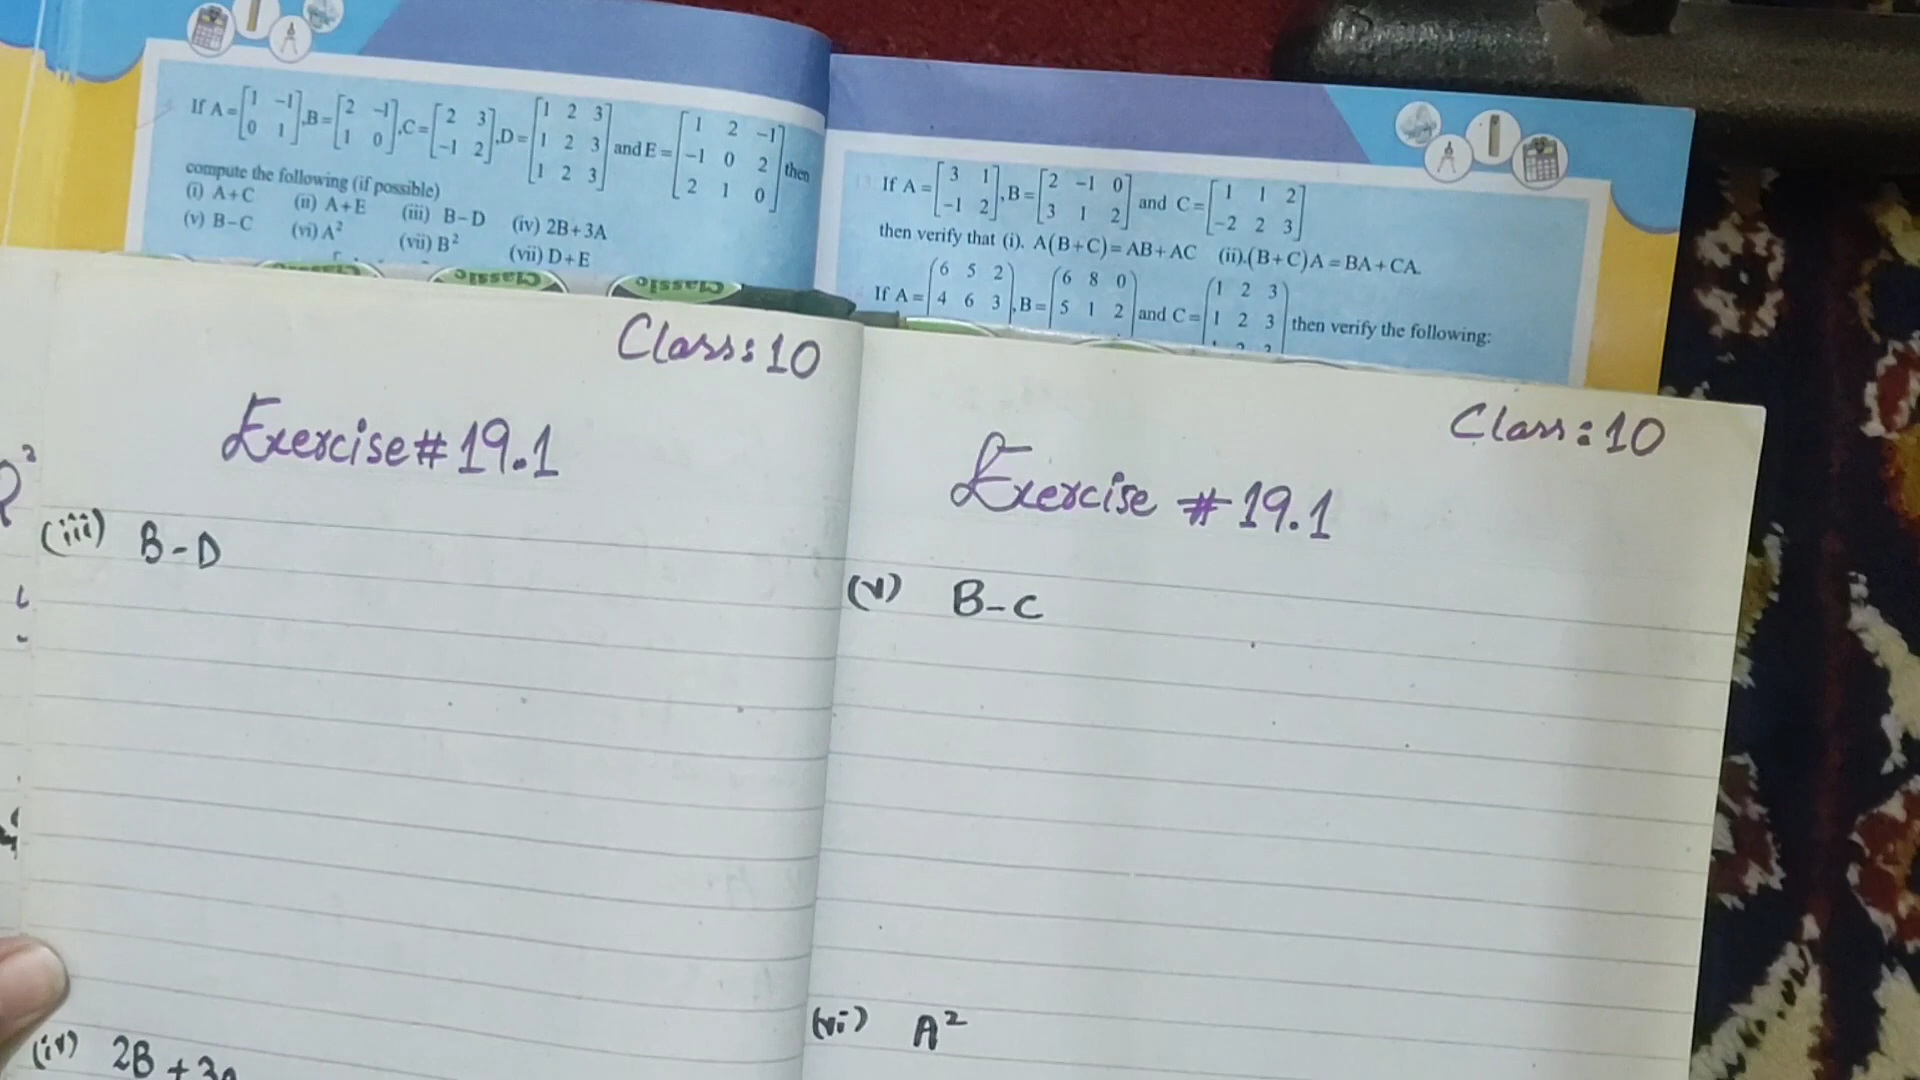 If A = [1 -1 0 1], B = [2 -1 1 0], C = [2 3 -1 2], D = [1 2 3 1 2 3 1 2 3] and E = [1 2 -1 -1 0 2 2 1 0] then
compute the following (if possible)
(i) A+C (ii) A+E (iii) B-D (iv) 2B+3A
(v) B-C (vi) A² (vii) B² (vii) D+E
Classic Classic Classic
If A = [3 1 -1 2], B = [2 -1 0 3 1 2] and C = [1 1 2 -2 2 3]
then verify that (i). A(B+C)=AB+AC (ii).(B+C)A=BA+CA.
If A = (6 5 2 4 6 3 , B = (6 8 0 5 1 2 and C = (1 2 3 1 2 3 then verify the following:
Class: 10
Exercise # 19.1
(iii) B-D
(iv) 2B + 3A
Class: 10
Exercise # 19.1
(v) B-C
(vi) A²